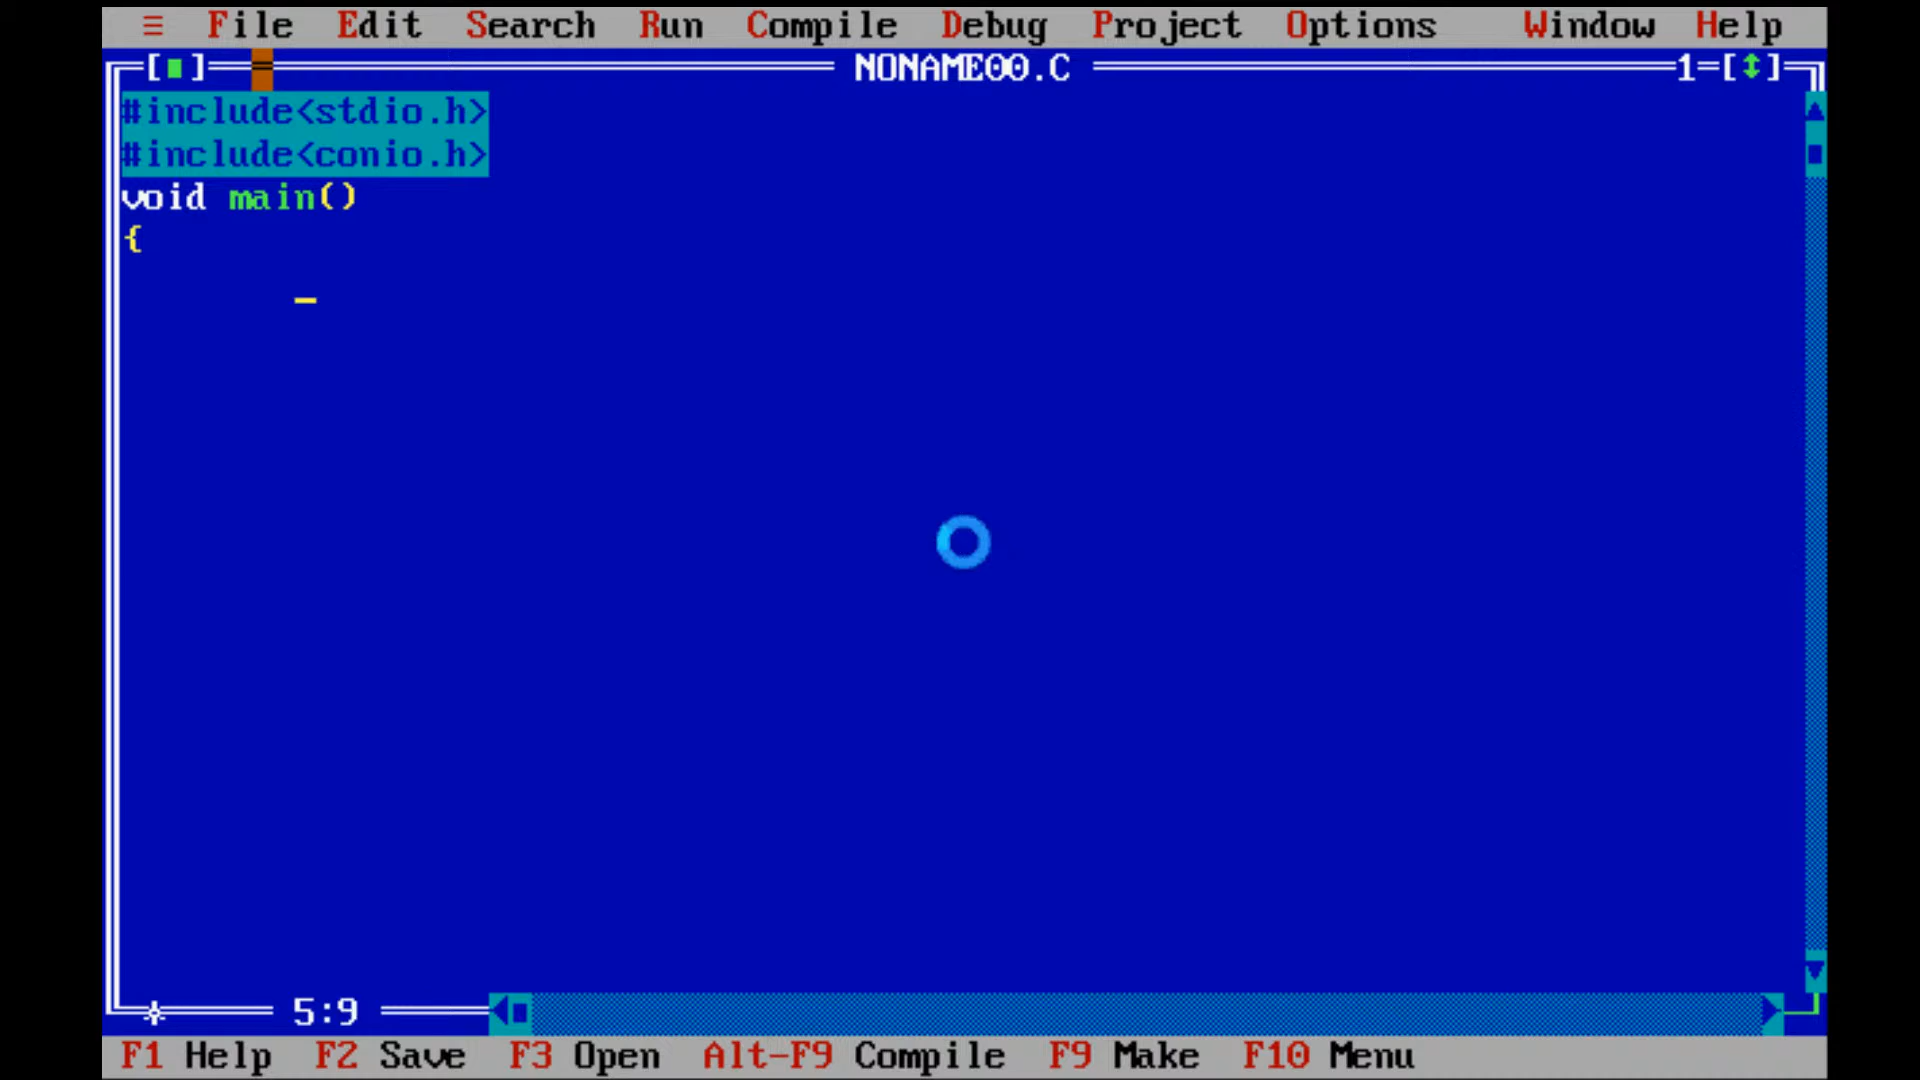 ≡ File Edit Search Run Compile Debug Project Options Window Help
[■] NONAME00.C 1=[↕]
#include<stdio.h>
#include<conio.h>
void main()
{
5:9
F1 Help F2 Save F3 Open Alt-F9 Compile F9 Make F10 Menu